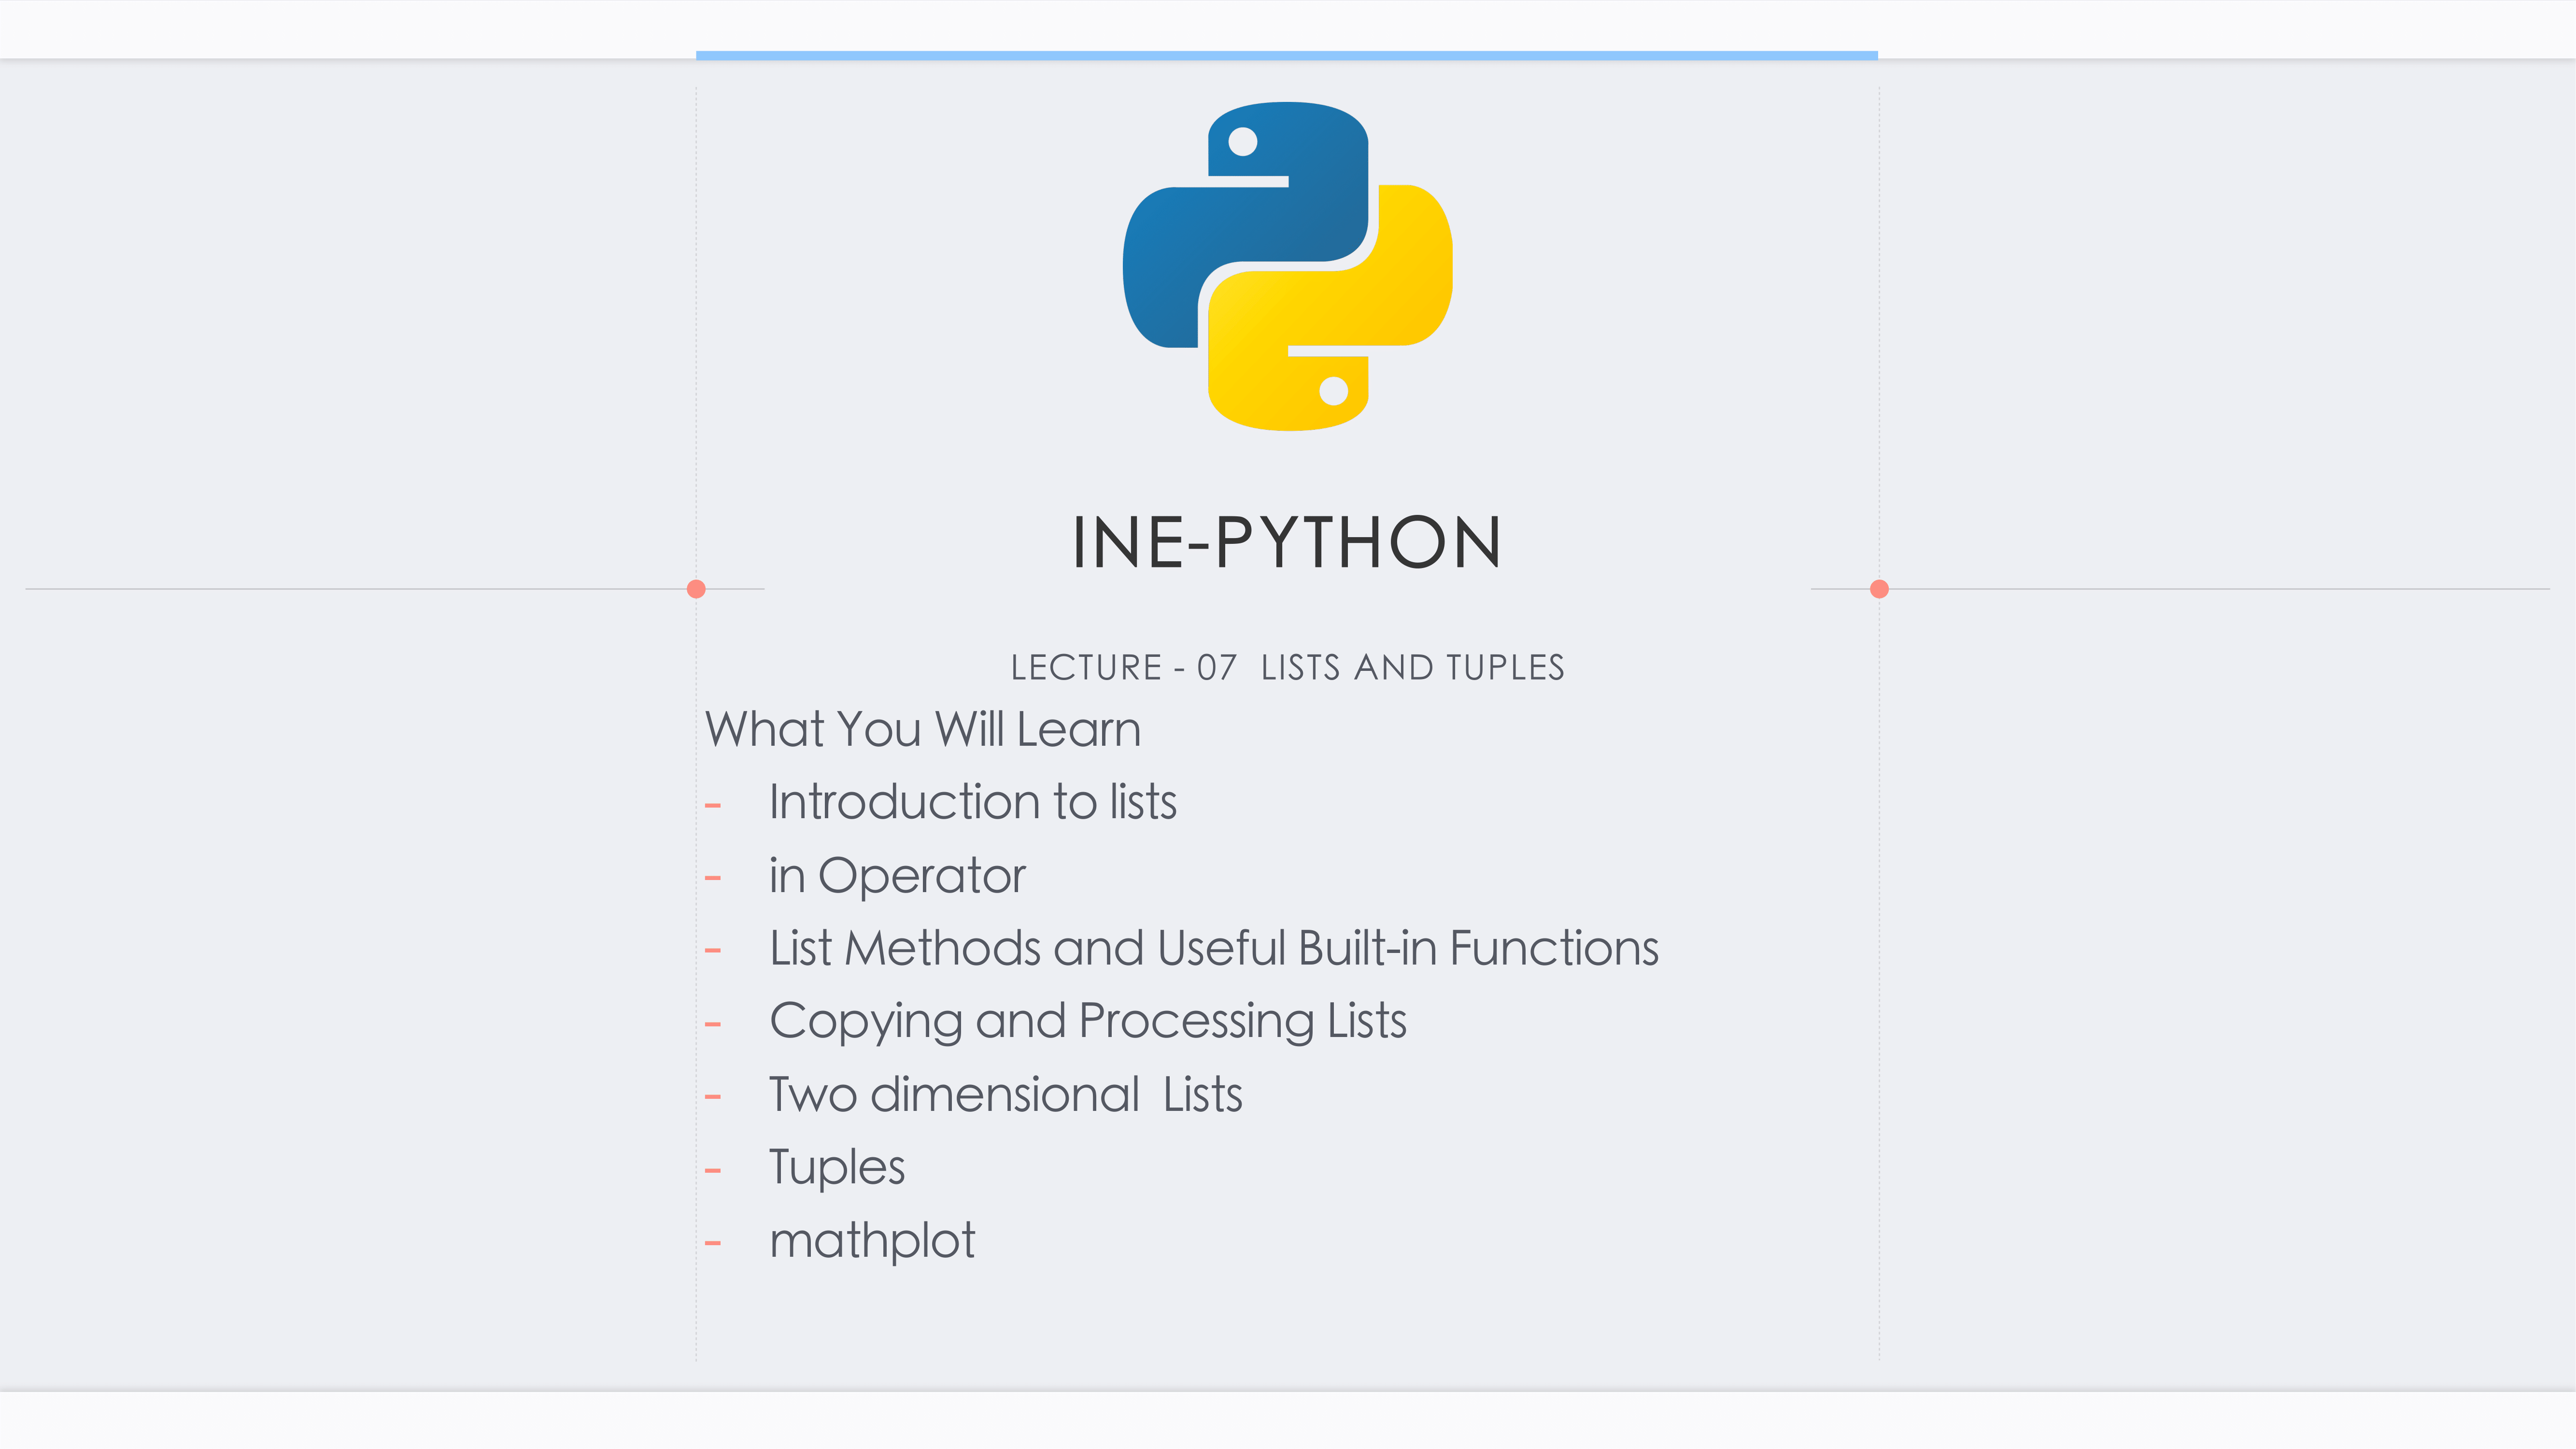 INE-PYTHON
LECTURE - 07  LISTS AND TUPLES
What You Will Learn
- Introduction to lists
- in Operator
- List Methods and Useful Built-in Functions
- Copying and Processing Lists
- Two dimensional  Lists
- Tuples
- mathplot